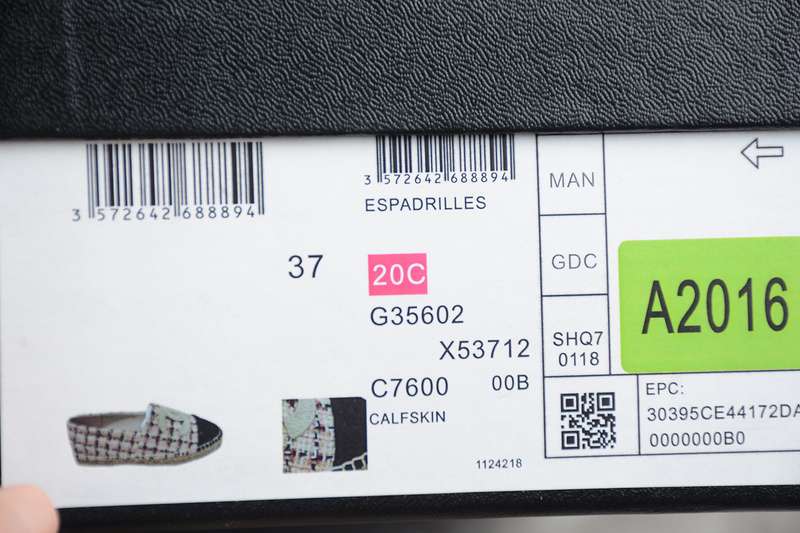 3 572642 688894
3 572642 688894
ESPADRILLES
37
20C
G35602
X53712
C7600 00B
CALFSKIN
1124218
MAN
GDC
SHQ7
0118
A2016
EPC:
30395CE44172DA
0000000B0